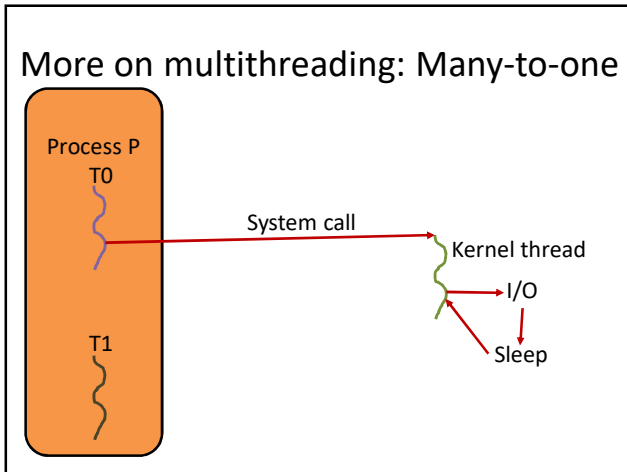 More on multithreading: Many-to-one
Process P
T0
System call
Kernel thread
I/O
Sleep
T1